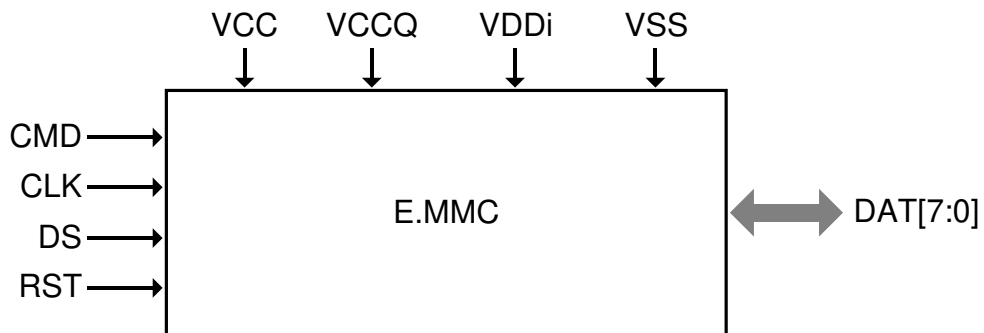 VCC VCCQ VDDi VSS
CMD
CLK
E.MMC DAT[7:0]
DS
RST